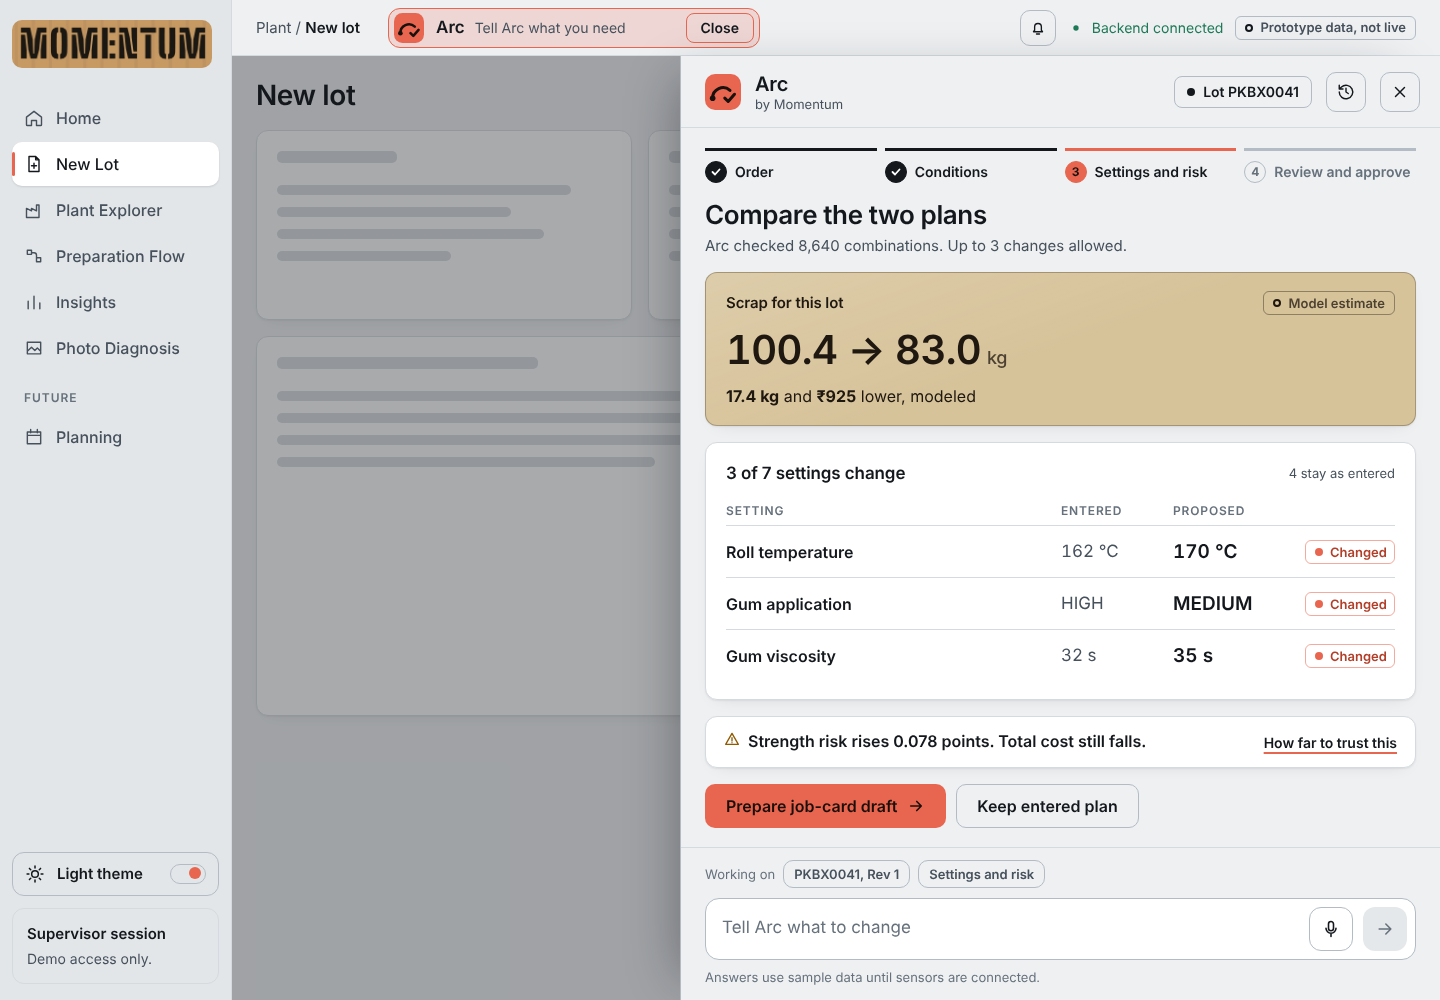 MOMENTUM
Home
New Lot
Plant Explorer
Preparation Flow
Insights
Photo Diagnosis
FUTURE
Planning
Light theme
Supervisor session
Demo access only.
Plant / New lot
Arc Tell Arc what you need Close
Backend connected
Prototype data, not live
New lot
Arc
by Momentum
Lot PKBX0041
Order
Conditions
3 Settings and risk
4 Review and approve
Compare the two plans
Arc checked 8,640 combinations. Up to 3 changes allowed.
Scrap for this lot
Model estimate
100.4 → 83.0 kg
17.4 kg and ₹925 lower, modeled
3 of 7 settings change
4 stay as entered
SETTING ENTERED PROPOSED
Roll temperature 162 °C 170 °C Changed
Gum application HIGH MEDIUM Changed
Gum viscosity 32 s 35 s Changed
Strength risk rises 0.078 points. Total cost still falls.
How far to trust this
Prepare job-card draft →
Keep entered plan
Working on PKBX0041, Rev 1 Settings and risk
Tell Arc what to change
Answers use sample data until sensors are connected.